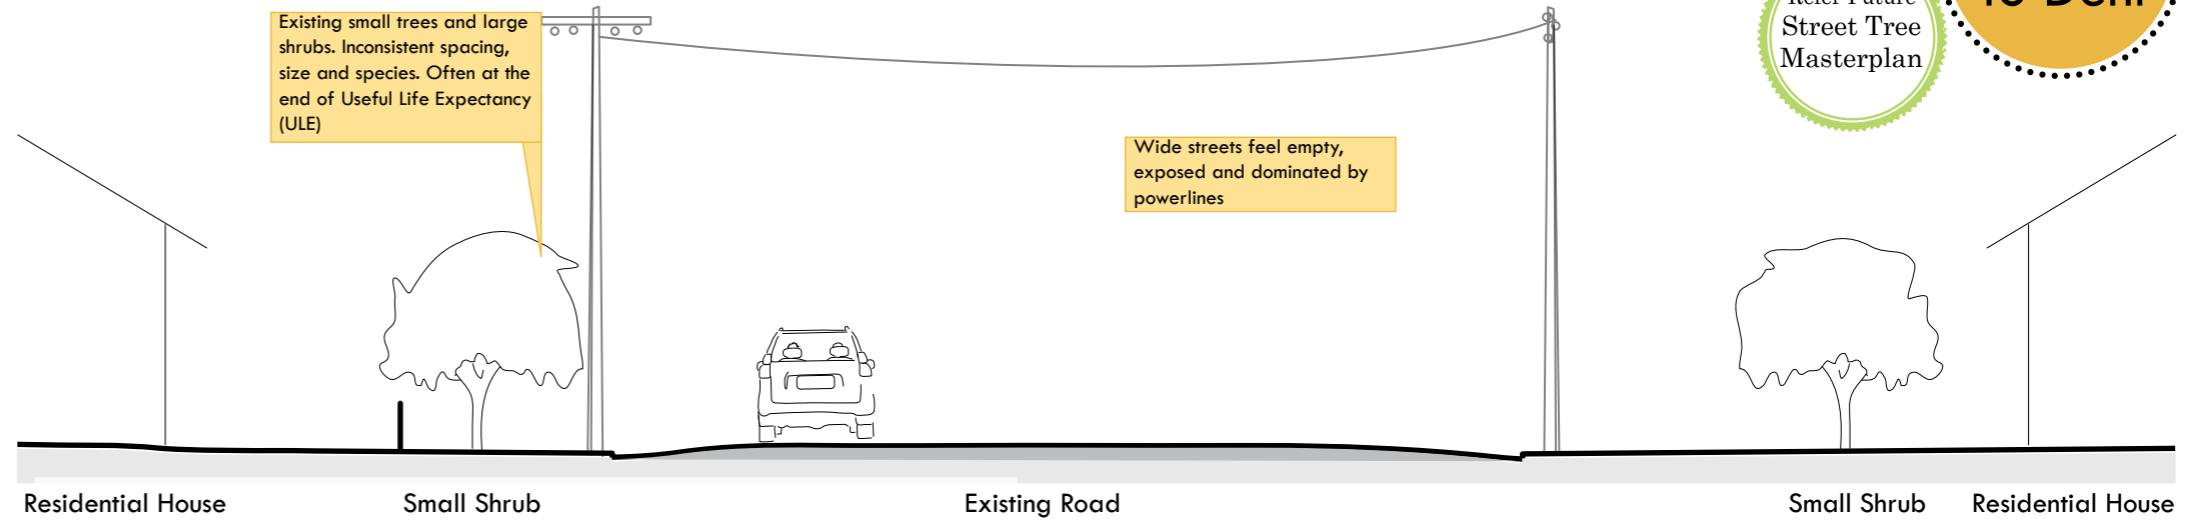 Existing small trees and large
shrubs. Inconsistent spacing,
size and species. Often at the
end of Useful Life Expectancy
(ULE)
Wide streets feel empty,
exposed and dominated by
powerlines
Refer Future
Street Tree
Masterplan
Residential House
Small Shrub
Existing Road
Small Shrub
Residential House